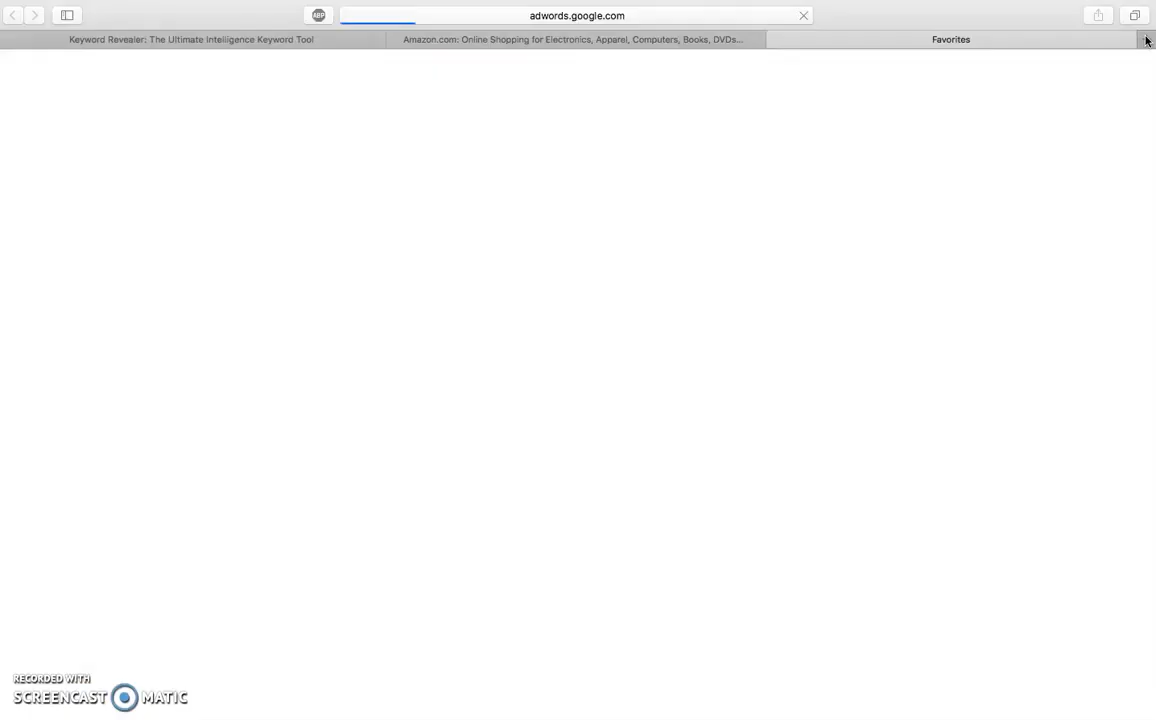 ABP
adwords.google.com
Keyword Revealer: The Ultimate Intelligence Keyword Tool
Amazon.com: Online Shopping for Electronics, Apparel, Computers, Books, DVDs...
Favorites
RECORDED WITH
SCREENCAST MATIC